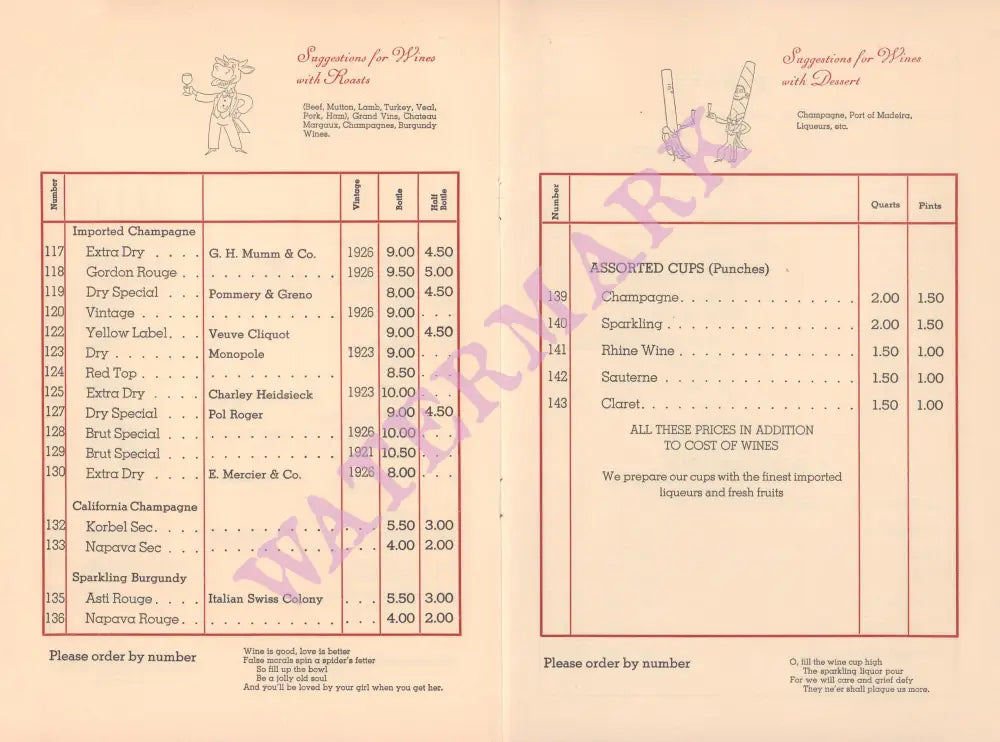 Suggestions for Wines
with Roasts
(Beef, Mutton, Lamb, Turkey, Veal,
Pork, Ham), Grand Vins, Chateau
Margaux, Champagnes, Burgundy
Wines.
Number Vintage Bottle Half Bottle
Imported Champagne
117 Extra Dry . . . . G. H. Mumm & Co. 1926 9.00 4.50
118 Gordon Rouge . . . . . . . . . . . . . 1926 9.50 5.00
119 Dry Special . . . Pommery & Greno 8.00 4.50
120 Vintage . . . . . . . . . . . . . . . . 1926 9.00 . . .
122 Yellow Label. . . Veuve Cliquot 9.00 4.50
123 Dry . . . . . . . Monopole 1923 9.00 . . .
124 Red Top . . . . . . . . . . . . . . . . 8.50 . . .
125 Extra Dry . . . . Charley Heidsieck 1923 10.00 . . .
127 Dry Special . . . Pol Roger 9.00 4.50
128 Brut Special . . . . . . . . . . . . . . 1926 10.00 . . .
129 Brut Special . . . . . . . . . . . . . . 1921 10.50 . . .
130 Extra Dry . . . . E. Mercier & Co. 1926 8.00 . . .
California Champagne
132 Korbel Sec. . . . . . . . . . . . . . . . . . 5.50 3.00
133 Napava Sec . . . . . . . . . . . . . . . . . 4.00 2.00
Sparkling Burgundy
135 Asti Rouge . . . . Italian Swiss Colony . . . 5.50 3.00
136 Napava Rouge . . . . . . . . . . . . . . . . 4.00 2.00
Please order by number
Wine is good, love is better
False morals spin a spider's fetter
So fill up the bowl
Be a jolly old soul
And you'll be loved by your girl when you get her.
Suggestions for Wines
with Dessert
Champagne, Port of Madeira,
Liqueurs, etc.
Number Quarts Pints
ASSORTED CUPS (Punches)
139 Champagne. . . . . . . . . . . . . . . 2.00 1.50
140 Sparkling . . . . . . . . . . . . . . . . 2.00 1.50
141 Rhine Wine . . . . . . . . . . . . . . . 1.50 1.00
142 Sauterne . . . . . . . . . . . . . . . . 1.50 1.00
143 Claret. . . . . . . . . . . . . . . . . . 1.50 1.00
ALL THESE PRICES IN ADDITION
TO COST OF WINES
We prepare our cups with the finest imported
liqueurs and fresh fruits
Please order by number
O, fill the wine cup high
The sparkling liquor pour
For we will care and grief defy
They ne'er shall plague us more.
WATERMARK